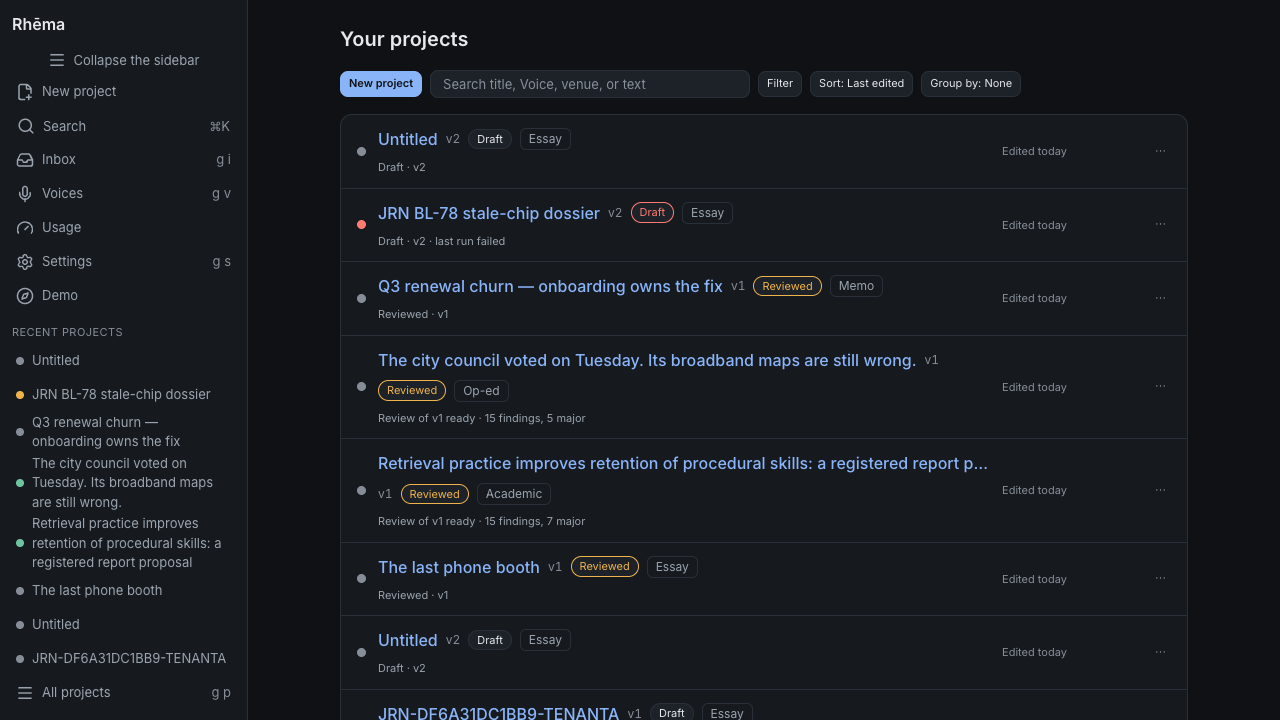 Rhēma
Collapse the sidebar
New project
Search ⌘K
Inbox g i
Voices g v
Usage
Settings g s
Demo
RECENT PROJECTS
Untitled
JRN BL-78 stale-chip dossier
Q3 renewal churn —
onboarding owns the fix
The city council voted on
Tuesday. Its broadband maps
are still wrong.
Retrieval practice improves
retention of procedural skills: a
registered report proposal
The last phone booth
Untitled
JRN-DF6A31DC1BB9-TENANTA
All projects g p
Your projects
New project Search title, Voice, venue, or text Filter Sort: Last edited Group by: None
Untitled v2 Draft Essay
Draft · v2
Edited today ···
JRN BL-78 stale-chip dossier v2 Draft Essay
Draft · v2 · last run failed
Edited today ···
Q3 renewal churn — onboarding owns the fix v1 Reviewed Memo
Reviewed · v1
Edited today ···
The city council voted on Tuesday. Its broadband maps are still wrong. v1
Reviewed Op-ed
Review of v1 ready · 15 findings, 5 major
Edited today ···
Retrieval practice improves retention of procedural skills: a registered report p...
v1 Reviewed Academic
Review of v1 ready · 15 findings, 7 major
Edited today ···
The last phone booth v1 Reviewed Essay
Reviewed · v1
Edited today ···
Untitled v2 Draft Essay
Draft · v2
Edited today ···
JRN-DF6A31DC1BB9-TENANTA v1 Draft Essay